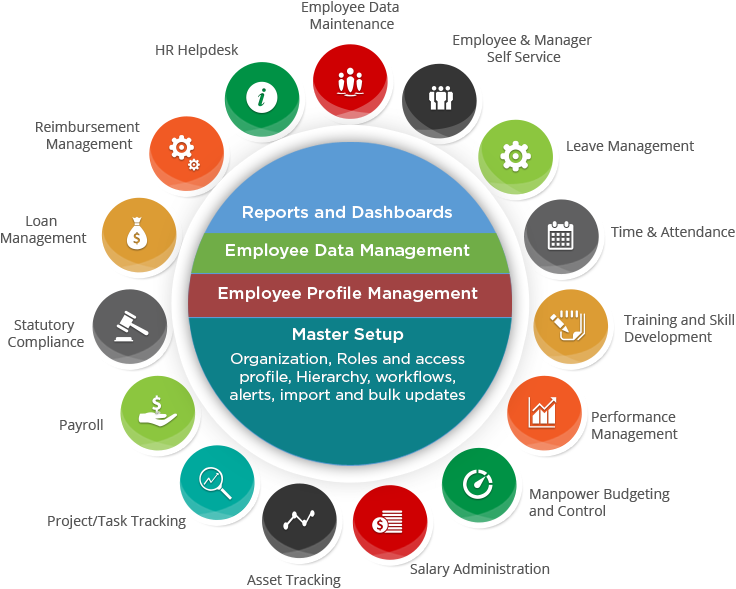 Employee Data
Maintenance
HR Helpdesk
Employee & Manager
Self Service
Reimbursement
Management
Leave Management
Loan
Management
Time & Attendance
Reports and Dashboards
Employee Data Management
Employee Profile Management
Master Setup
Organization, Roles and access
profile, Hierarchy, workflows,
alerts, import and bulk updates
Statutory
Compliance
Training and Skill
Development
Payroll
Performance
Management
Project/Task Tracking
Manpower Budgeting
and Control
Asset Tracking
Salary Administration